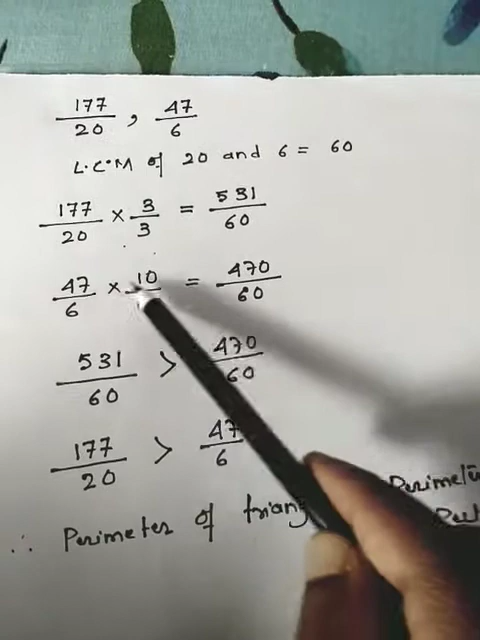 177/20 , 47/6
L.C.M of 20 and 6 = 60
177/20 × 3/3 = 531/60
47/6 × 10 = 470/60
531/60 > 470/60
177/20 > 47/6
∴ Perimeter of